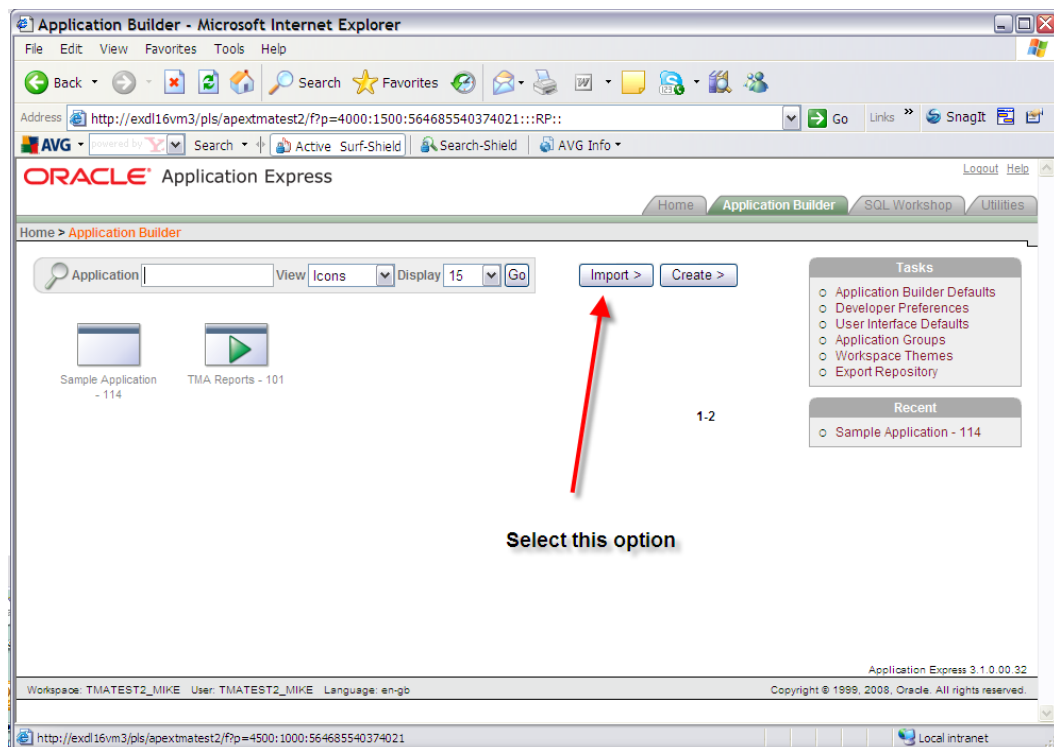 Application Builder - Microsoft Internet Explorer
File Edit View Favorites Tools Help
Back Search Favorites
Address http://exdl16vm3/pls/apextmatest2/f?p=4000:1500:564685540374021:::RP:: Go Links » SnagIt
AVG powered by Y! Search Active Surf-Shield Search-Shield AVG Info
ORACLE Application Express
Logout Help
Home Application Builder SQL Workshop Utilities
Home > Application Builder
Application View Icons Display 15 Go Import > Create >
Tasks
Application Builder Defaults
Developer Preferences
User Interface Defaults
Application Groups
Workspace Themes
Export Repository
Sample Application - 114
TMA Reports - 101
1-2
Recent
Sample Application - 114
Select this option
Application Express 3.1.0.00.32
Workspace: TMATEST2_MIKE User: TMATEST2_MIKE Language: en-gb
Copyright © 1999, 2008, Oracle. All rights reserved.
http://exdl16vm3/pls/apextmatest2/f?p=4500:1000:564685540374021
Local intranet